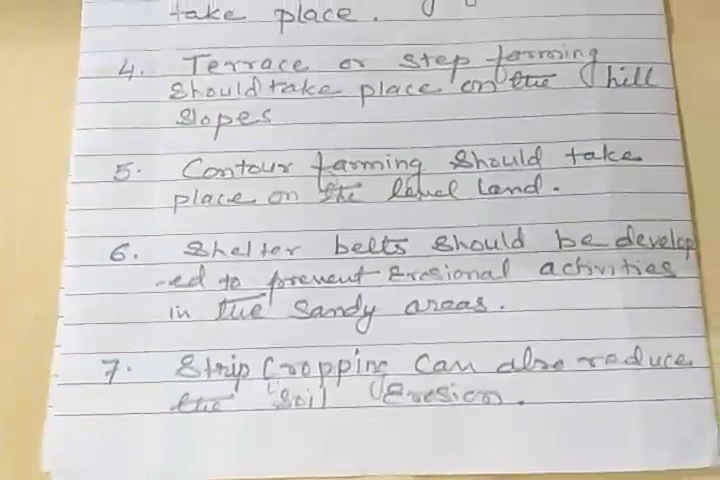 take place.
4. Terrace or step farming
should take place on the hill
slopes
5. Contour farming should take
place on the level land.
6. Shelter belts should be develop
-ed to prevent Erosional activities
in the sandy areas.
7. Strip Cropping Can also reduce
the Soil Erosion.